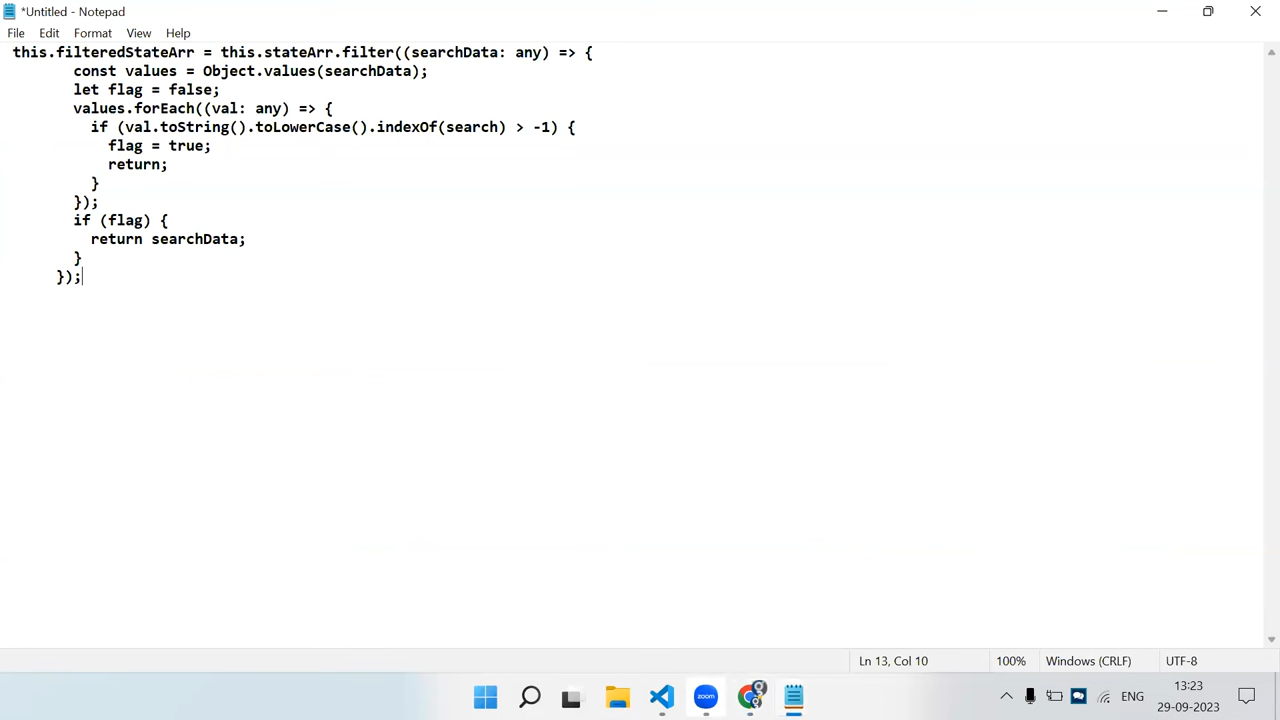 *Untitled - Notepad
File Edit Format View Help
this.filteredStateArr = this.stateArr.filter((searchData: any) => {
const values = Object.values(searchData);
let flag = false;
values.forEach((val: any) => {
if (val.toString().toLowerCase().indexOf(search) > -1) {
flag = true;
return;
}
});
if (flag) {
return searchData;
}
});
Ln 13, Col 10 100% Windows (CRLF) UTF-8
zoom
ENG
13:23
29-09-2023